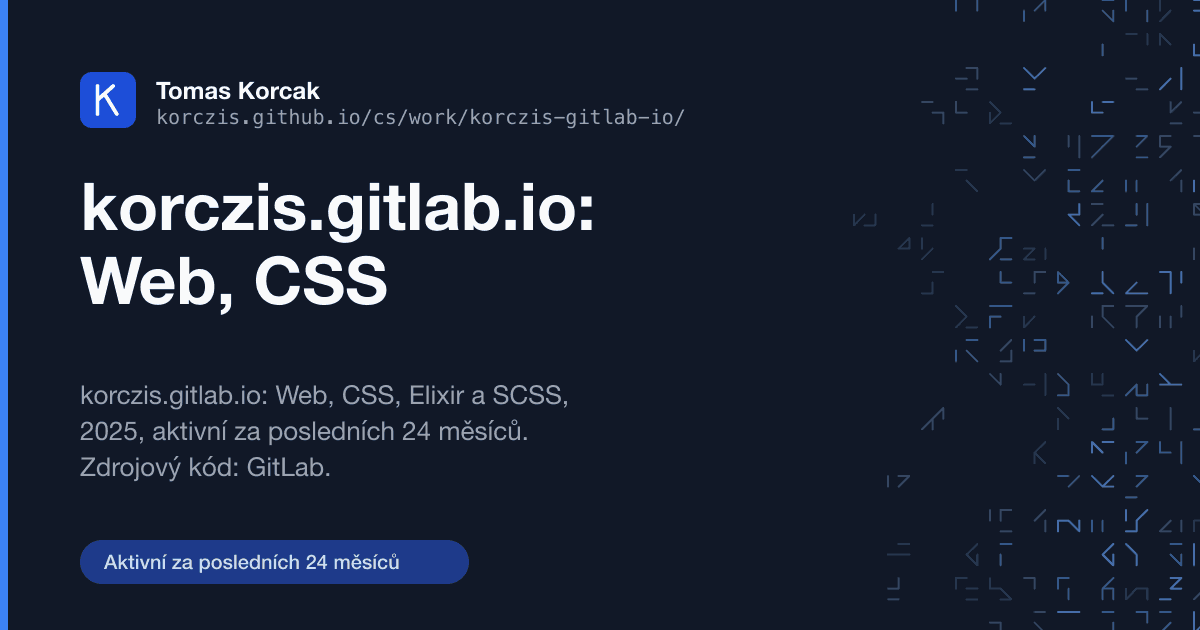 Tomas Korcak
korczis.github.io/cs/work/korczis-gitlab-io/
korczis.gitlab.io:
Web, CSS
korczis.gitlab.io: Web, CSS, Elixir a SCSS,
2025, aktivní za posledních 24 měsíců.
Zdrojový kód: GitLab.
Aktivní za posledních 24 měsíců